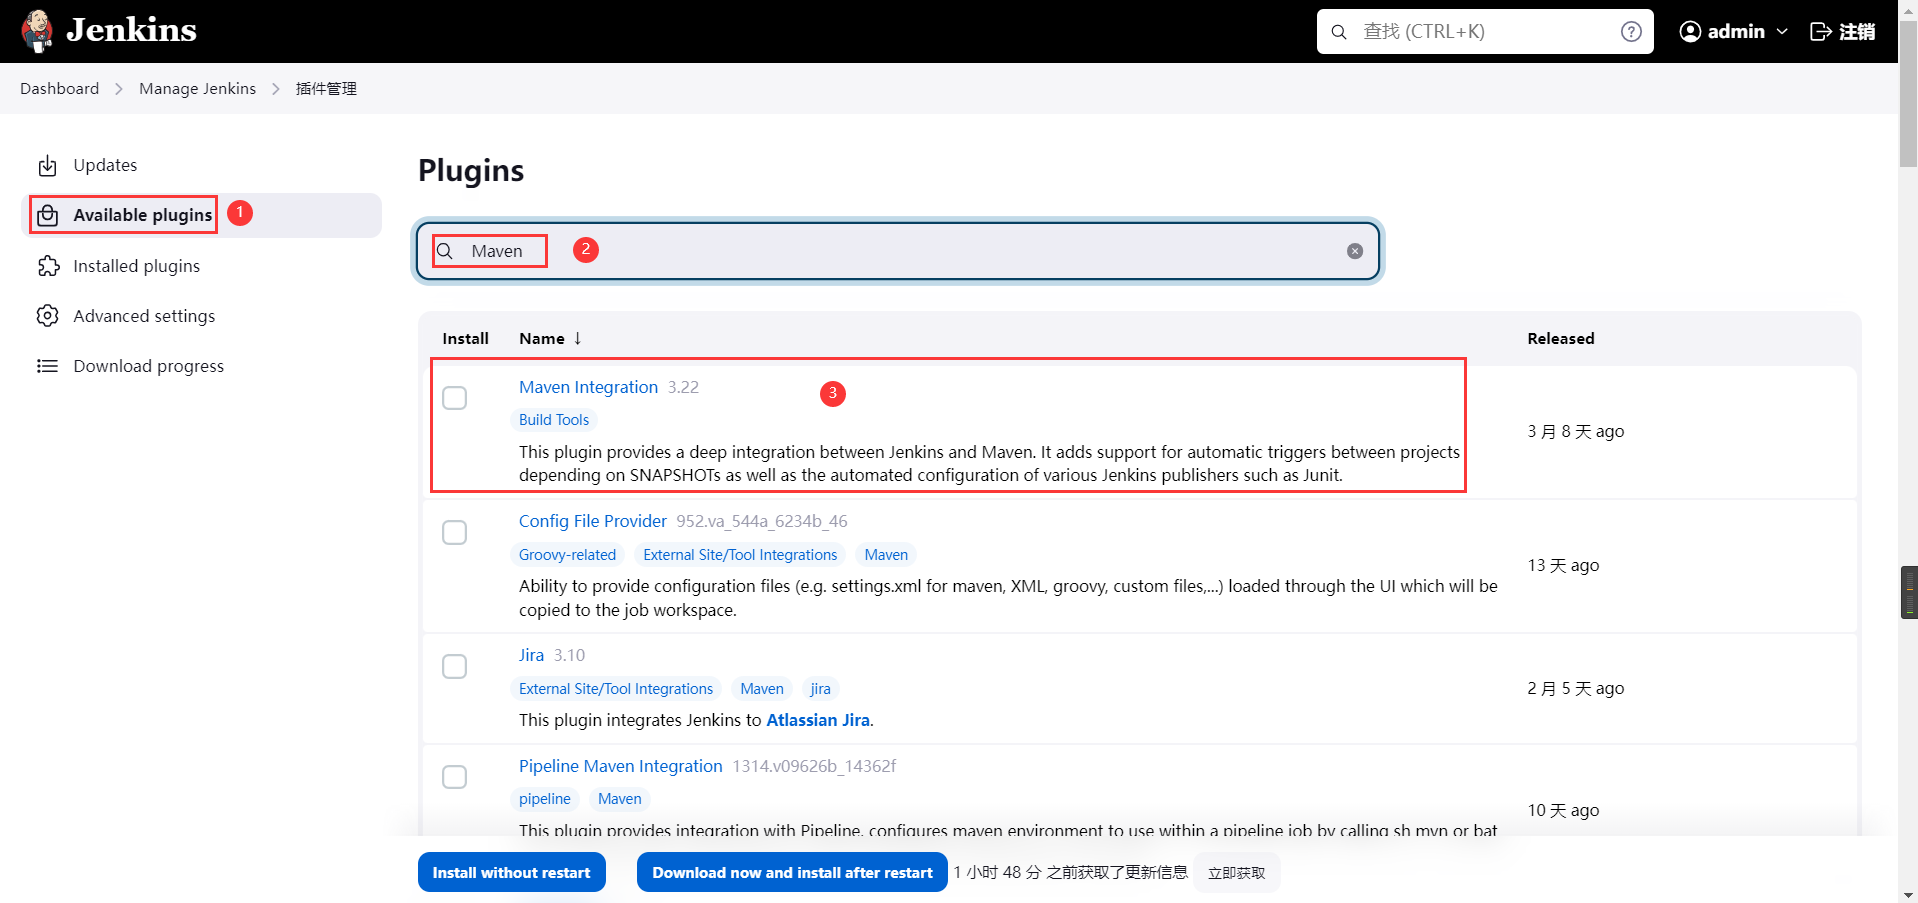 Jenkins
查找 (CTRL+K)
admin
注销
Dashboard
Manage Jenkins
插件管理
Updates
Available plugins
1
Installed plugins
Advanced settings
Download progress
Plugins
Maven
2
Install
Name ↓
Released
Maven Integration 3.22
3
Build Tools
This plugin provides a deep integration between Jenkins and Maven. It adds support for automatic triggers between projects
depending on SNAPSHOTs as well as the automated configuration of various Jenkins publishers such as Junit.
3 月 8 天 ago
Config File Provider 952.va_544a_6234b_46
Groovy-related External Site/Tool Integrations Maven
Ability to provide configuration files (e.g. settings.xml for maven, XML, groovy, custom files,...) loaded through the UI which will be
copied to the job workspace.
13 天 ago
Jira 3.10
External Site/Tool Integrations Maven jira
This plugin integrates Jenkins to Atlassian Jira.
2 月 5 天 ago
Pipeline Maven Integration 1314.v09626b_14362f
pipeline Maven
This plugin provides integration with Pipeline, configures maven environment to use within a pipeline job by calling sh mvn or bat
10 天 ago
Install without restart
Download now and install after restart
1 小时 48 分 之前获取了更新信息
立即获取